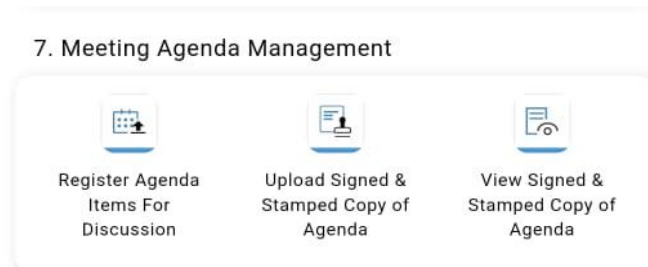 7. Meeting Agenda Management
Register Agenda
Items For
Discussion
Upload Signed &
Stamped Copy of
Agenda
View Signed &
Stamped Copy of
Agenda